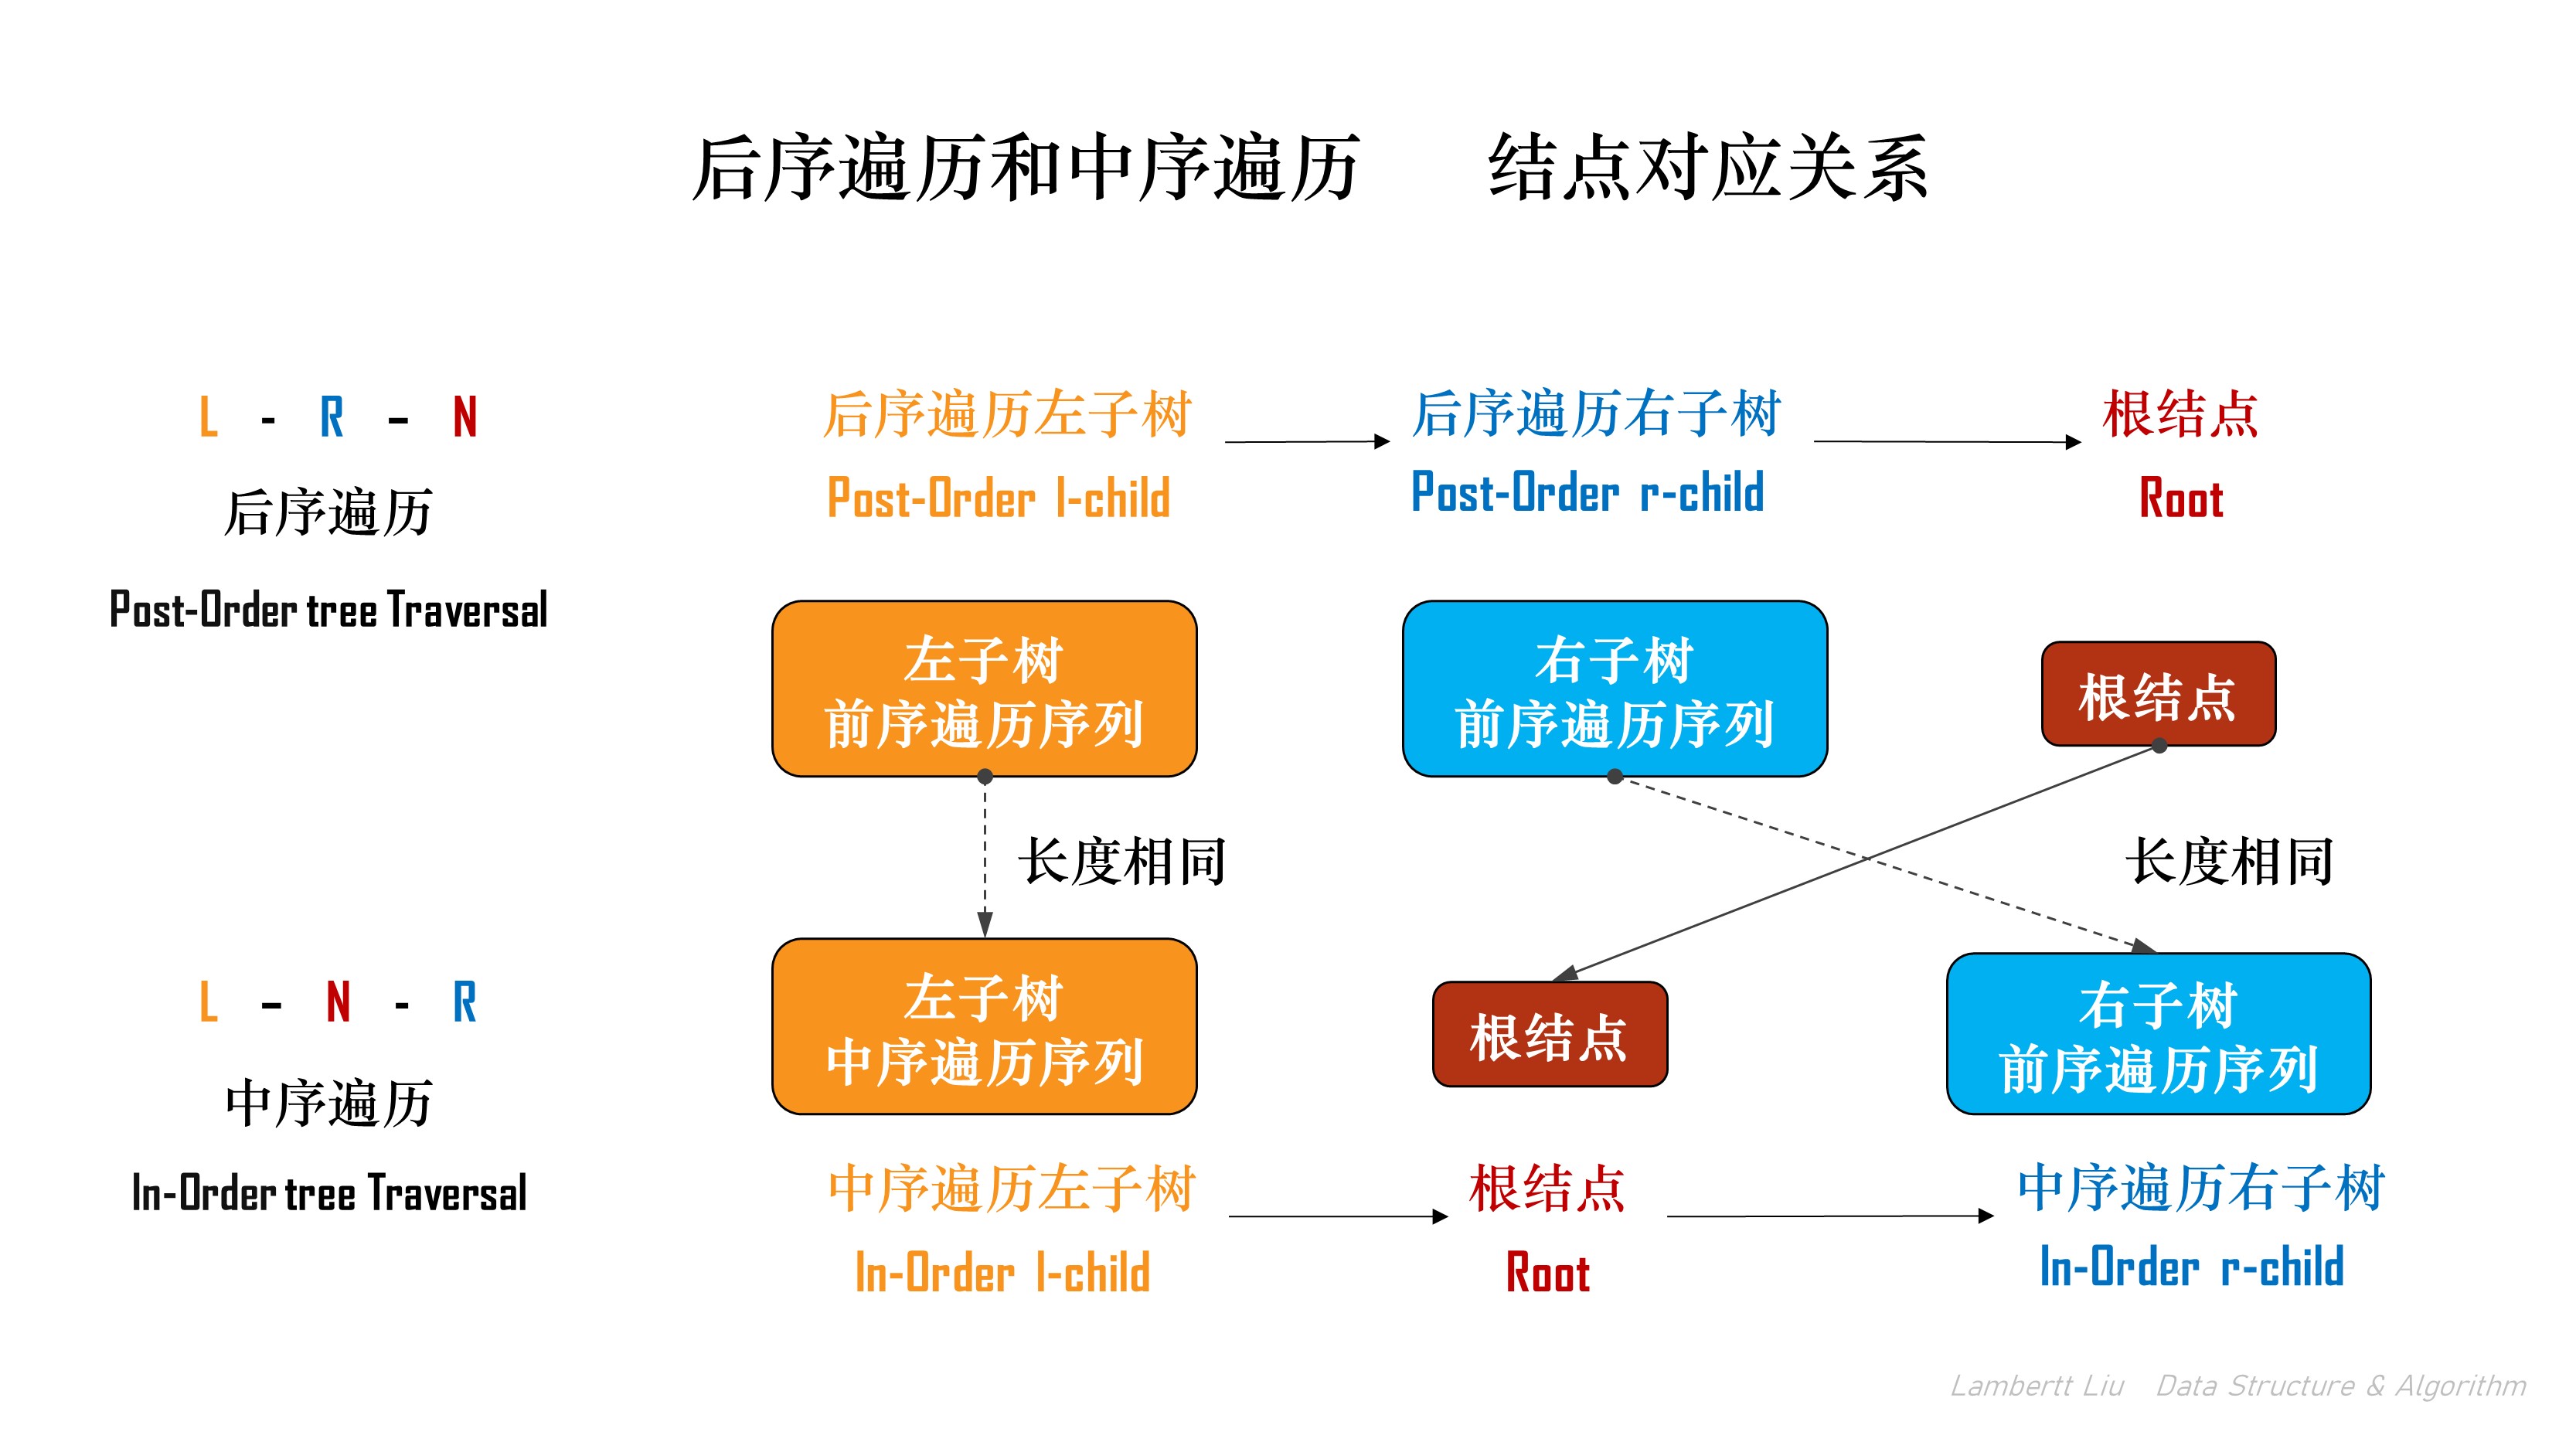 后序遍历和中序遍历 结点对应关系
L - R - N
后序遍历
Post-Order tree Traversal
后序遍历左子树
Post-Order l-child
后序遍历右子树
Post-Order r-child
根结点
Root
左子树
前序遍历序列
右子树
前序遍历序列
根结点
长度相同
长度相同
L - N - R
中序遍历
In-Order tree Traversal
左子树
中序遍历序列
根结点
右子树
前序遍历序列
中序遍历左子树
In-Order l-child
根结点
Root
中序遍历右子树
In-Order r-child
Lambertt Liu Data Structure & Algorithm